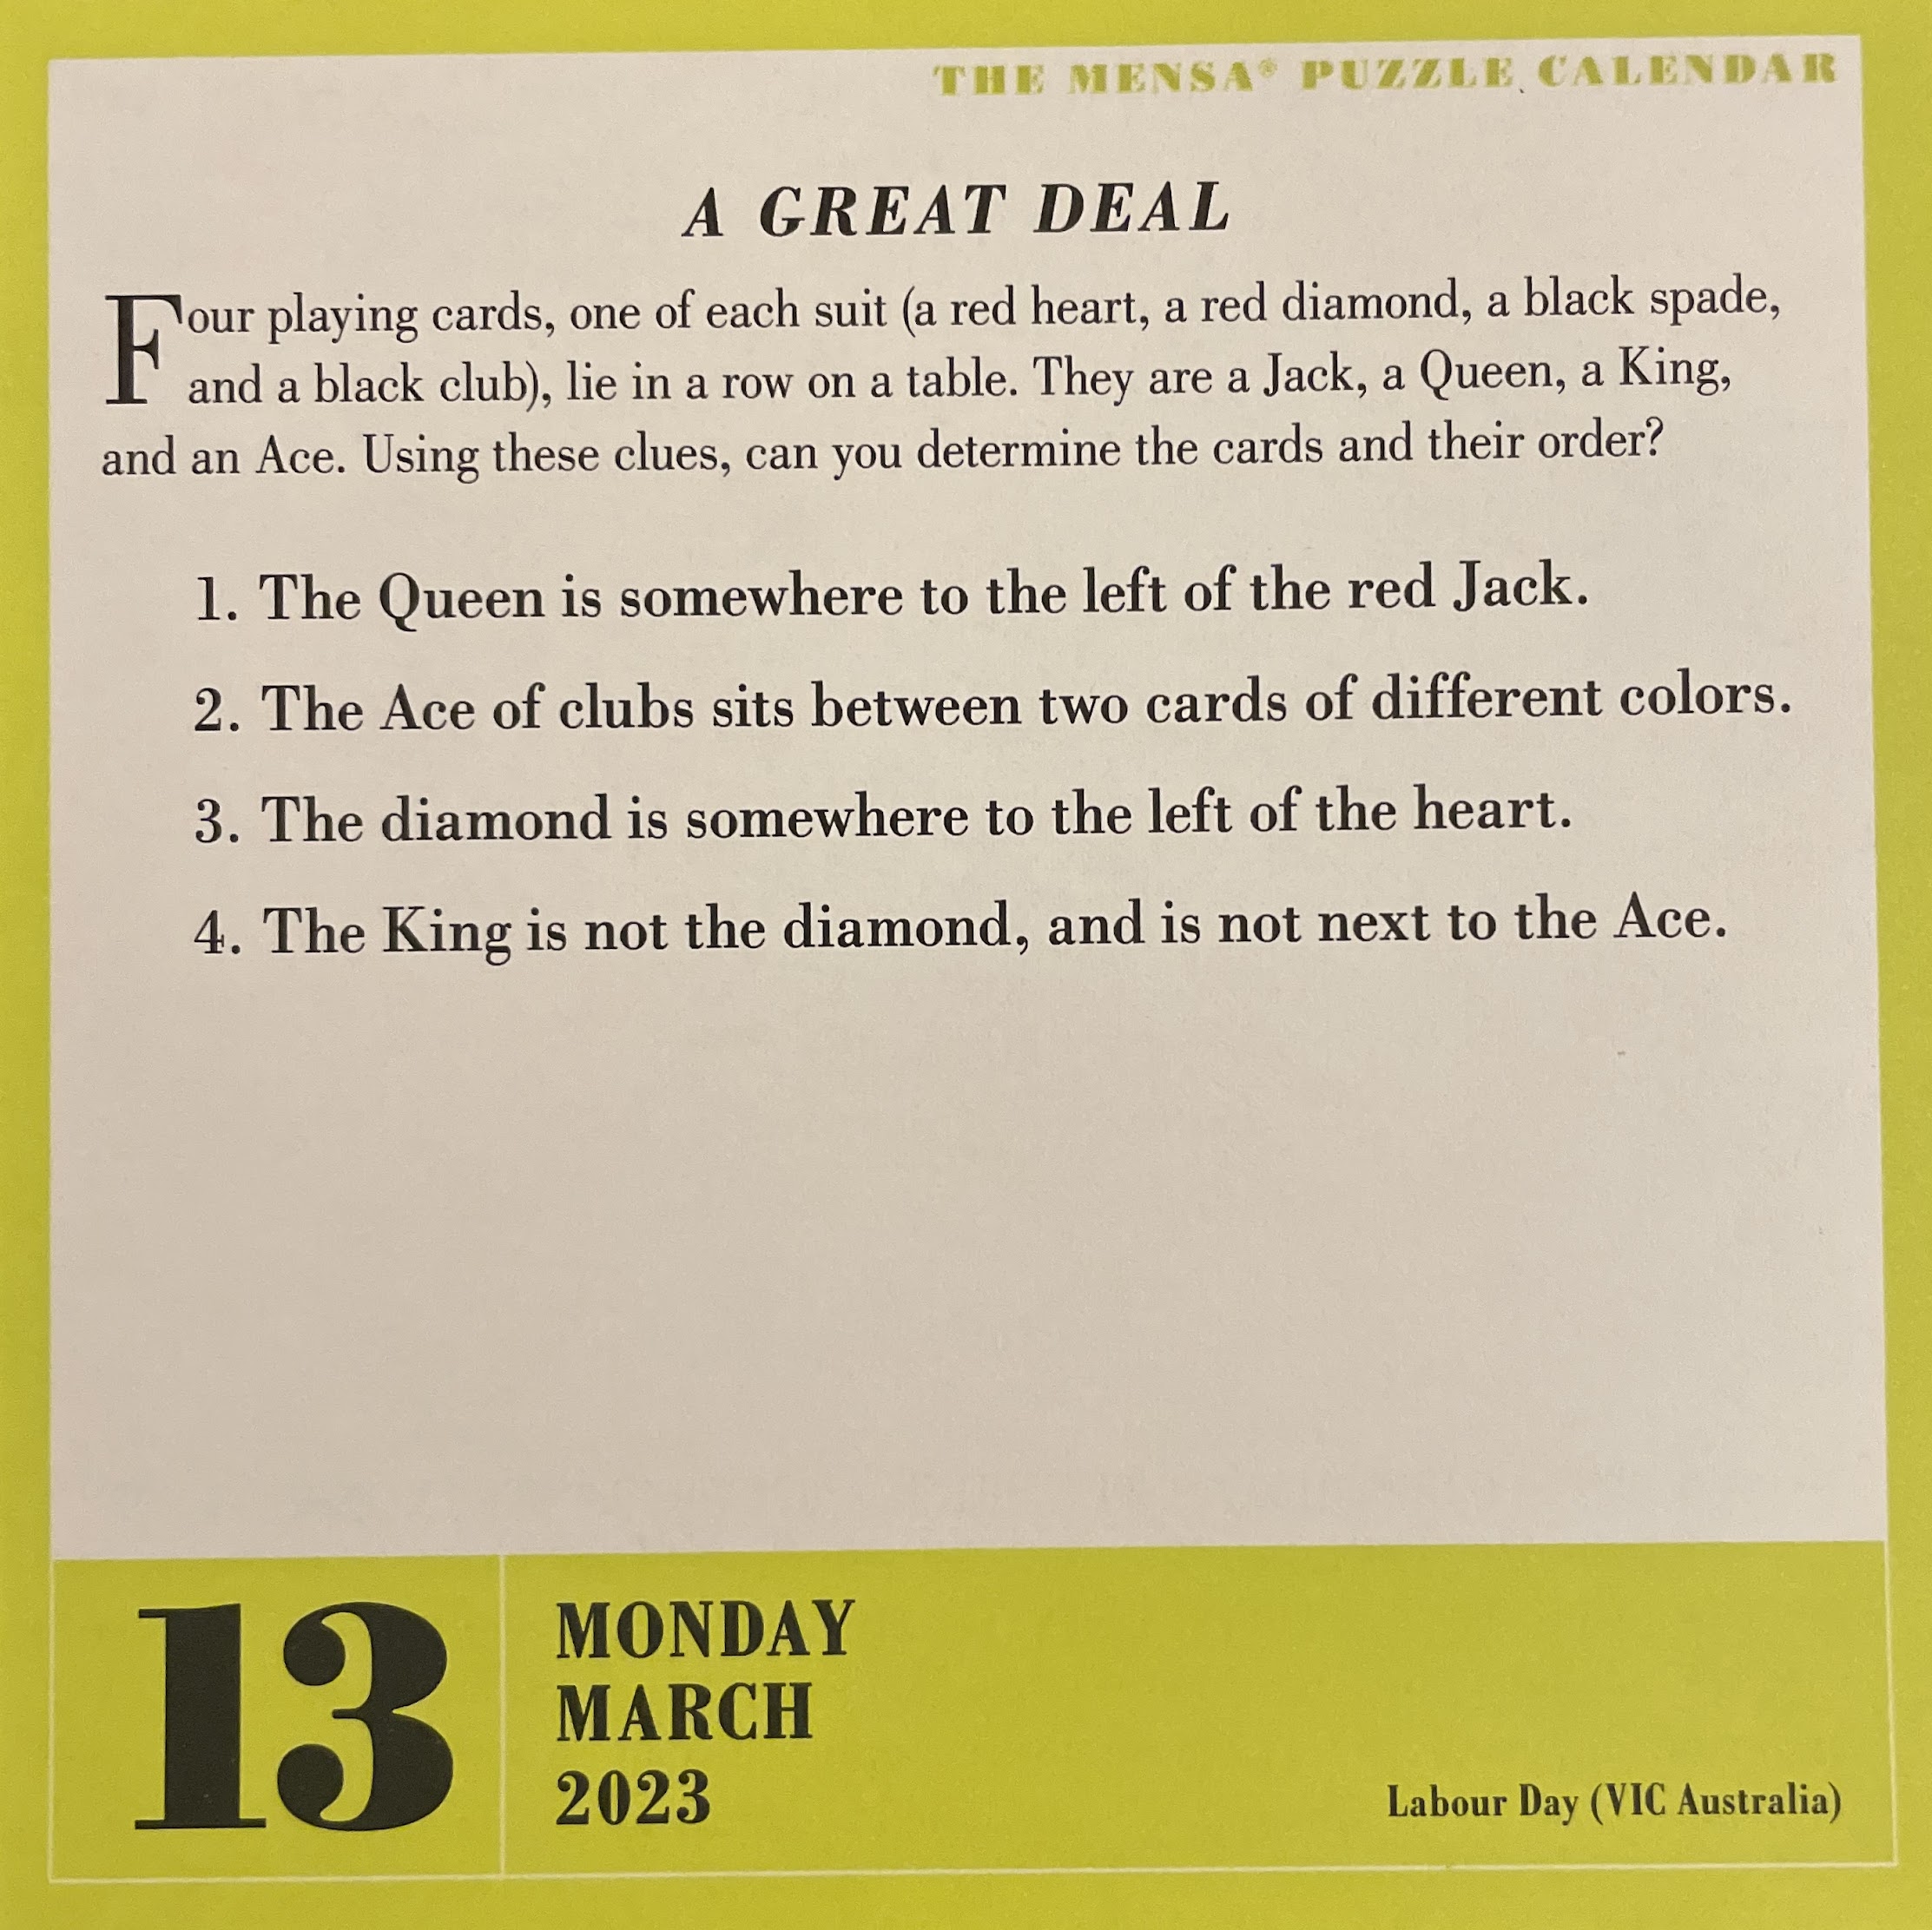 THE MENSA® PUZZLE CALENDAR
A GREAT DEAL
Four playing cards, one of each suit (a red heart, a red diamond, a black spade,
and a black club), lie in a row on a table. They are a Jack, a Queen, a King,
and an Ace. Using these clues, can you determine the cards and their order?
1. The Queen is somewhere to the left of the red Jack.
2. The Ace of clubs sits between two cards of different colors.
3. The diamond is somewhere to the left of the heart.
4. The King is not the diamond, and is not next to the Ace.
13
MONDAY
MARCH
2023
Labour Day (VIC Australia)